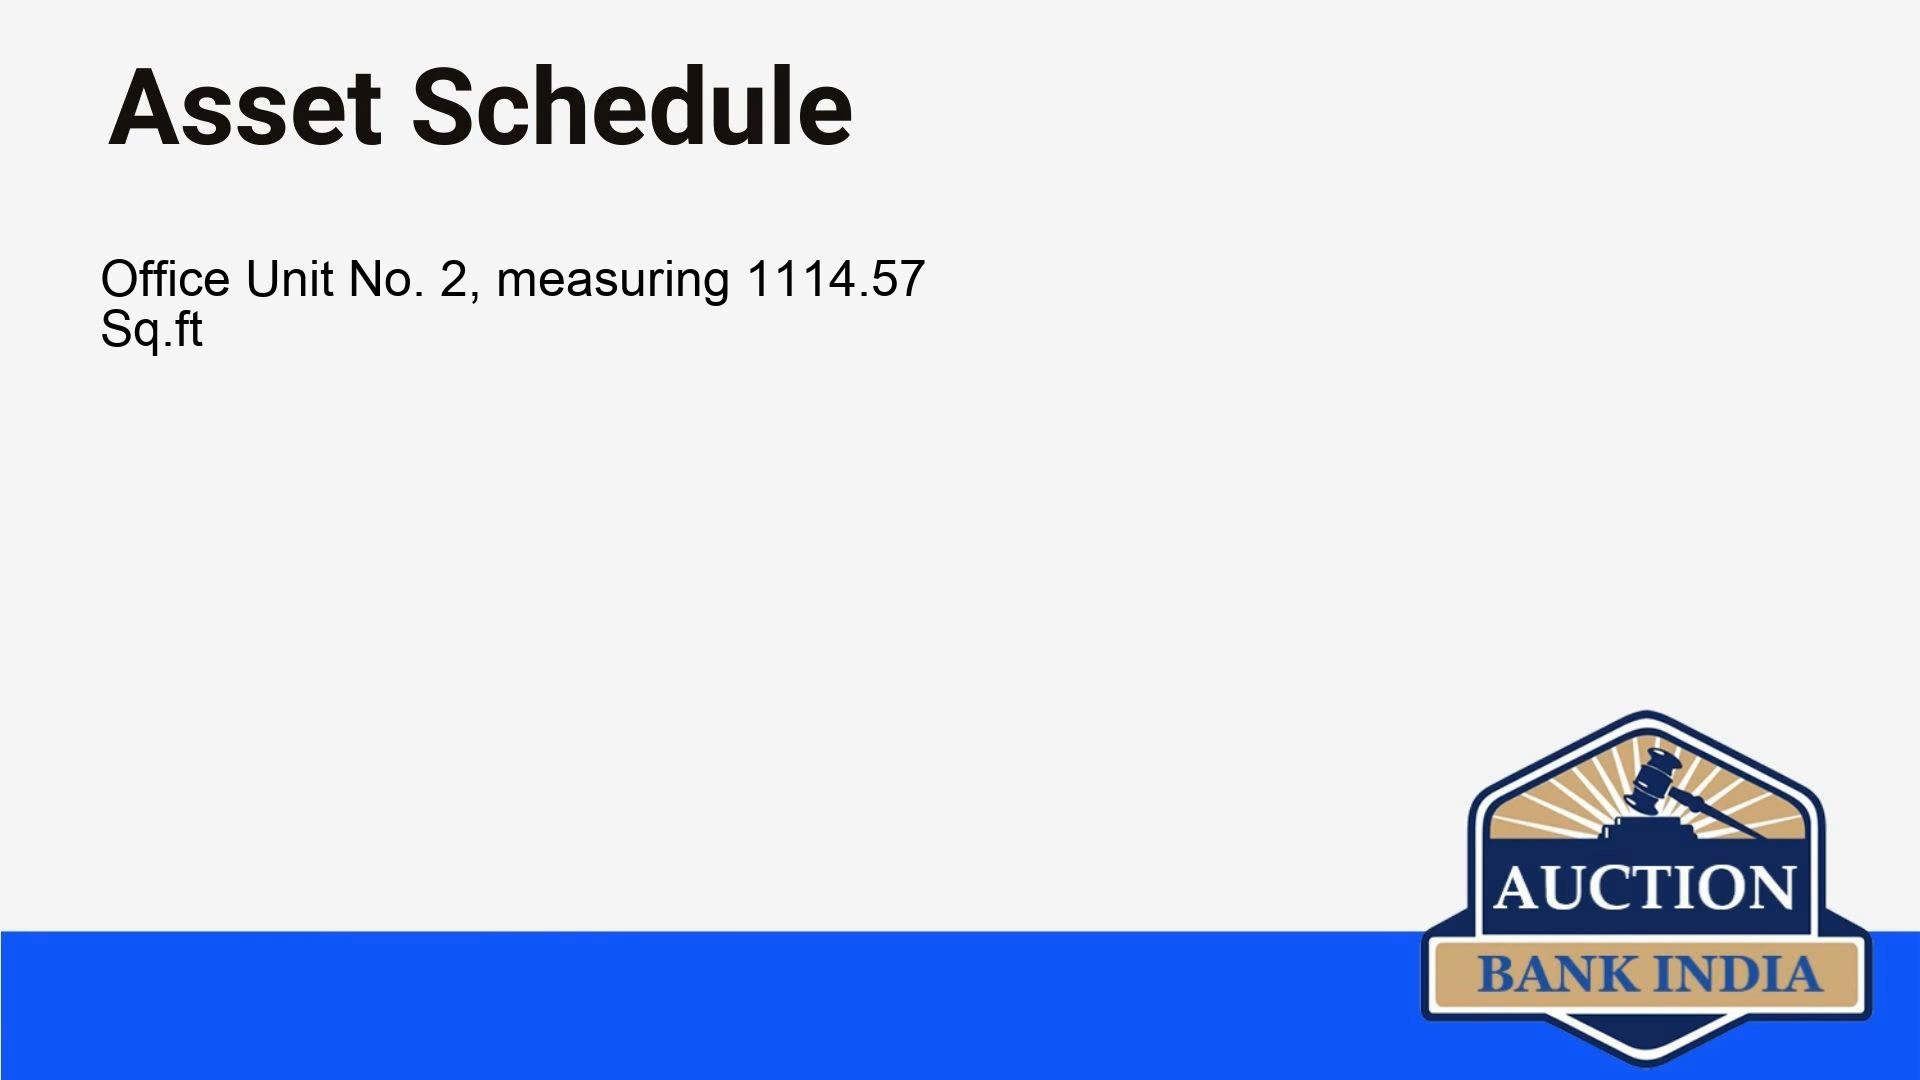 Asset Schedule
Office Unit No. 2, measuring 1114.57
Sq.ft
AUCTION
BANK INDIA